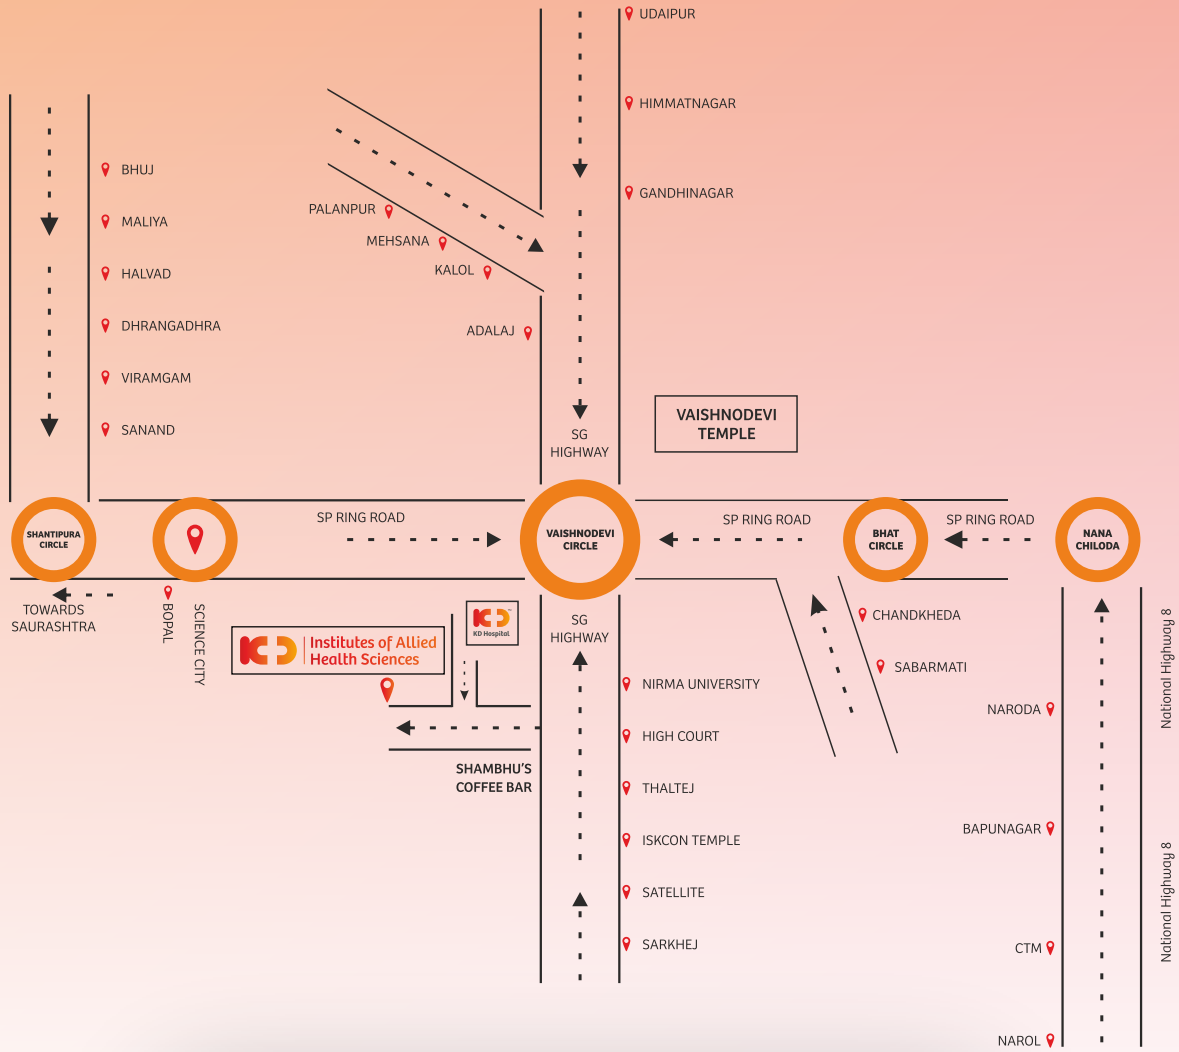 UDAIPUR
HIMMATNAGAR
GANDHINAGAR
BHUJ
MALIYA
HALVAD
DHRANGADHRA
VIRAMGAM
SANAND
PALANPUR
MEHSANA
KALOL
ADALAJ
SG
HIGHWAY
VAISHNODEVI
TEMPLE
SHANTIPURA
CIRCLE
SP RING ROAD
VAISHNODEVI
CIRCLE
SP RING ROAD
BHAT
CIRCLE
SP RING ROAD
NANA
CHILODA
TOWARDS
SAURASHTRA
BOPAL
SCIENCE CITY
KD
Institutes of Allied
Health Sciences
KD
KD Hospital
SHAMBHU'S
COFFEE BAR
SG
HIGHWAY
NIRMA UNIVERSITY
HIGH COURT
THALTEJ
ISKCON TEMPLE
SATELLITE
SARKHEJ
CHANDKHEDA
SABARMATI
NARODA
BAPUNAGAR
CTM
NAROL
National Highway 8
National Highway 8